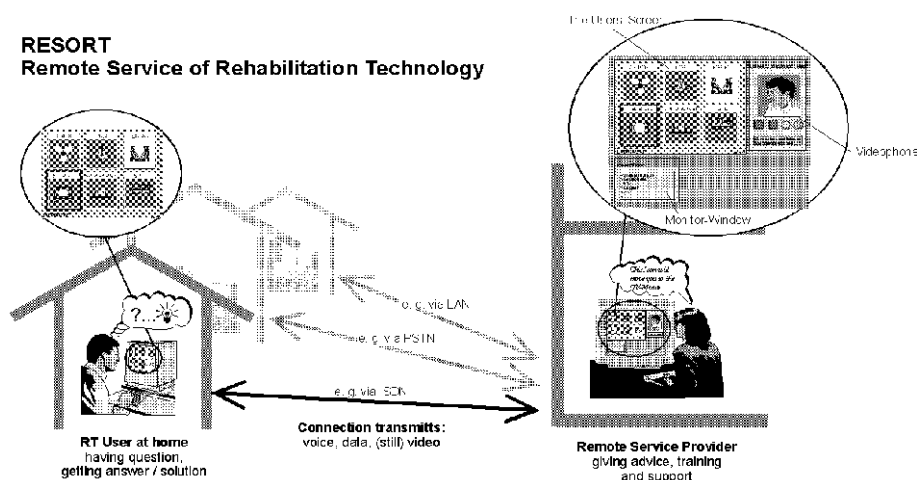 RESORT
Remote Service of Rehabilitation Technology
The Users' Screen
Videophone
Monitor-Window
?...
e. g. via LAN
e. g. via PSTN
e. g. via ISDN
Connection transmitts:
voice, data, (still) video
RT User at home
having question,
getting answer / solution
Remote Service Provider
giving advice, training
and support